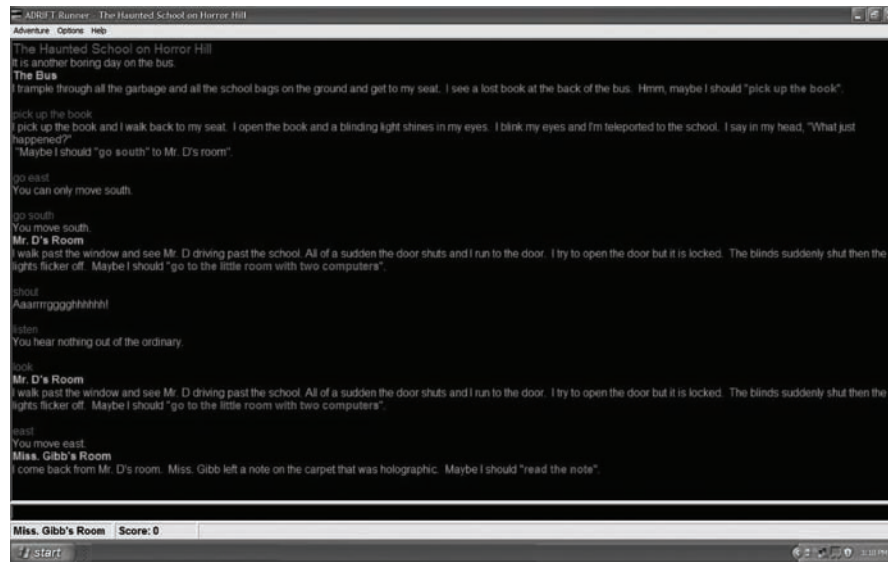 ADRIFT Runner - The Haunted School on Horror Hill
Adventure Options Help
The Haunted School on Horror Hill
It is another boring day on the bus.
The Bus
I trample through all the garbage and all the school bags on the ground and get to my seat. I see a lost book at the back of the bus. Hmm, maybe I should "pick up the book".
pick up the book
I pick up the book and I walk back to my seat. I open the book and a blinding light shines in my eyes. I blink my eyes and I'm teleported to the school. I say in my head, "What just
happened?"
"Maybe I should "go south" to Mr. D's room".
go east
You can only move south.
go south
You move south.
Mr. D's Room
I walk past the window and see Mr. D driving past the school. All of a sudden the door shuts and I run to the door. I try to open the door but it is locked. The blinds suddenly shut then the
lights flicker off. Maybe I should "go to the little room with two computers".
shout
Aaarrrrgggghhhhhh!
listen
You hear nothing out of the ordinary.
look
Mr. D's Room
I walk past the window and see Mr. D driving past the school. All of a sudden the door shuts and I run to the door. I try to open the door but it is locked. The blinds suddenly shut then the
lights flicker off. Maybe I should "go to the little room with two computers".
east
You move east.
Miss. Gibb's Room
I come back from Mr. D's room. Miss. Gibb left a note on the carpet that was holographic. Maybe I should "read the note".
Miss. Gibb's Room Score: 0
start